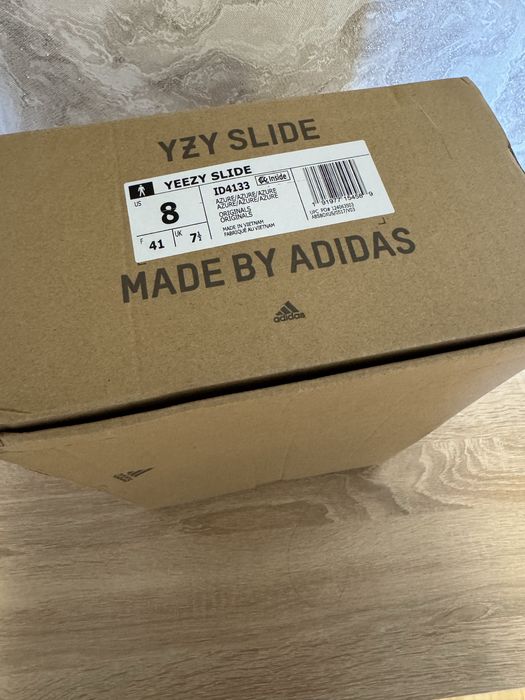 YZY SLIDE
YEEZY SLIDE
US
8
F
41
UK
7½
ID4133
Inside
AZURE/AZURE/AZURE
AZURE/AZURE/AZURE
ORIGINALS
ORIGINALS
MADE IN VIETNAM
FABRIQUÉ AU VIETNAM
MADE BY ADIDAS
adidas